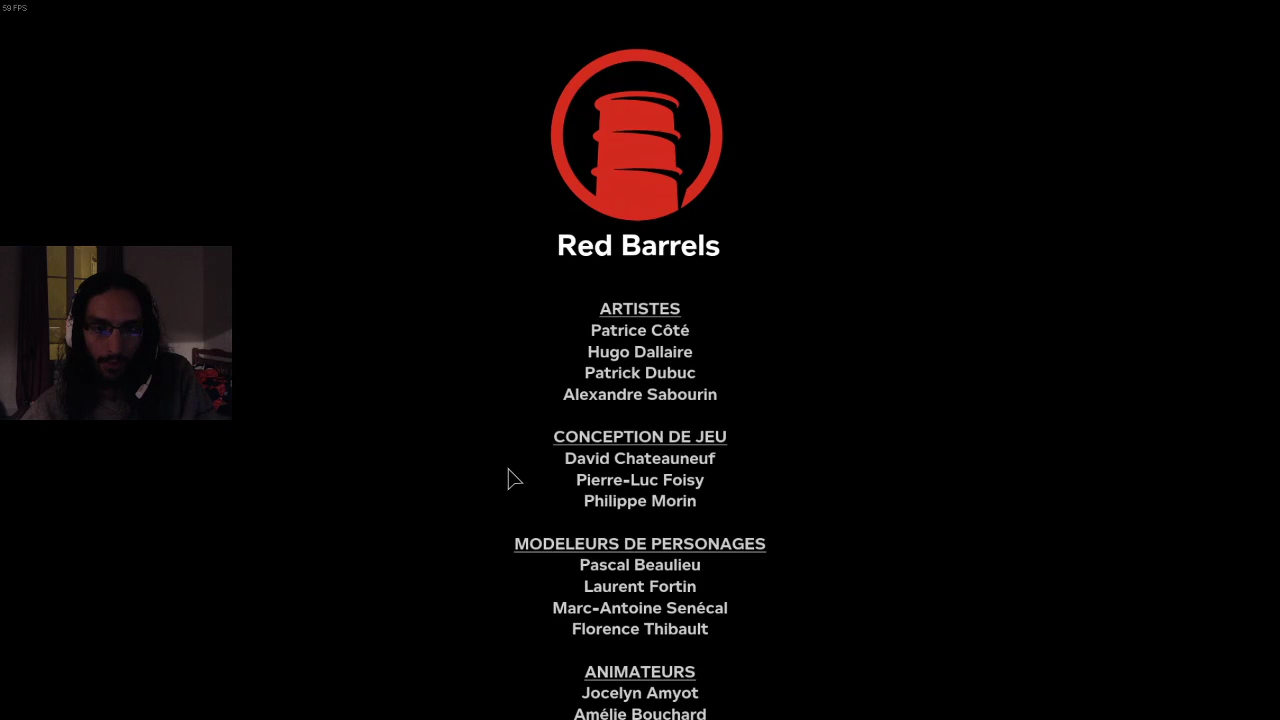 59 FPS
Red Barrels
ARTISTES
Patrice Côté
Hugo Dallaire
Patrick Dubuc
Alexandre Sabourin
CONCEPTION DE JEU
David Chateauneuf
Pierre-Luc Foisy
Philippe Morin
MODELEURS DE PERSONAGES
Pascal Beaulieu
Laurent Fortin
Marc-Antoine Senécal
Florence Thibault
ANIMATEURS
Jocelyn Amyot
Amélie Bouchard